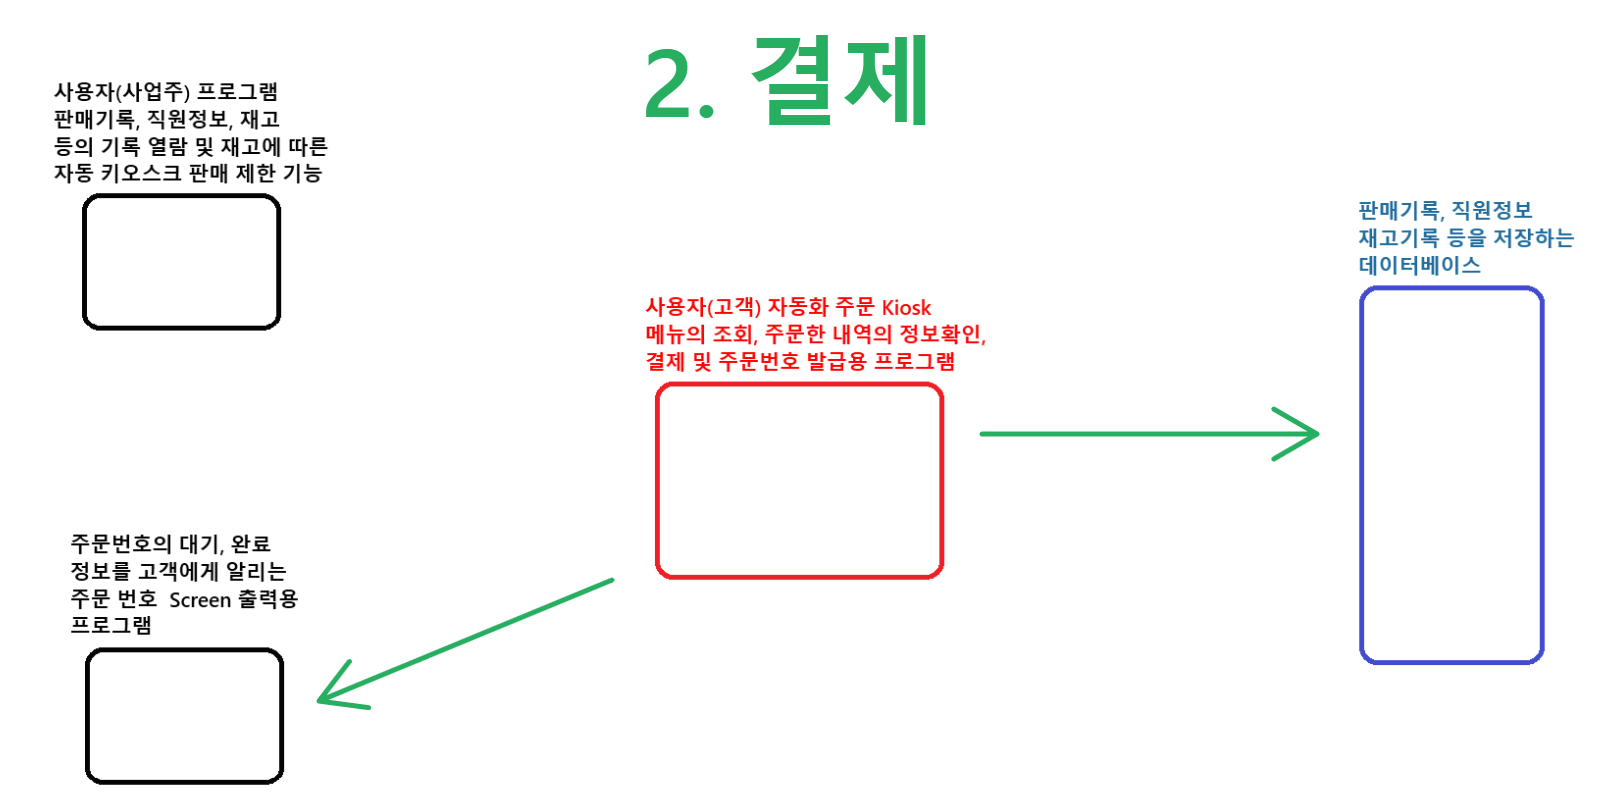 2. 결제
사용자(사업주) 프로그램
판매기록, 직원정보, 재고
등의 기록 열람 및 재고에 따른
자동 키오스크 판매 제한 기능
판매기록, 직원정보
재고기록 등을 저장하는
데이터베이스
사용자(고객) 자동화 주문 Kiosk
메뉴의 조회, 주문한 내역의 정보확인,
결제 및 주문번호 발급용 프로그램
주문번호의 대기, 완료
정보를 고객에게 알리는
주문 번호  Screen 출력용
프로그램